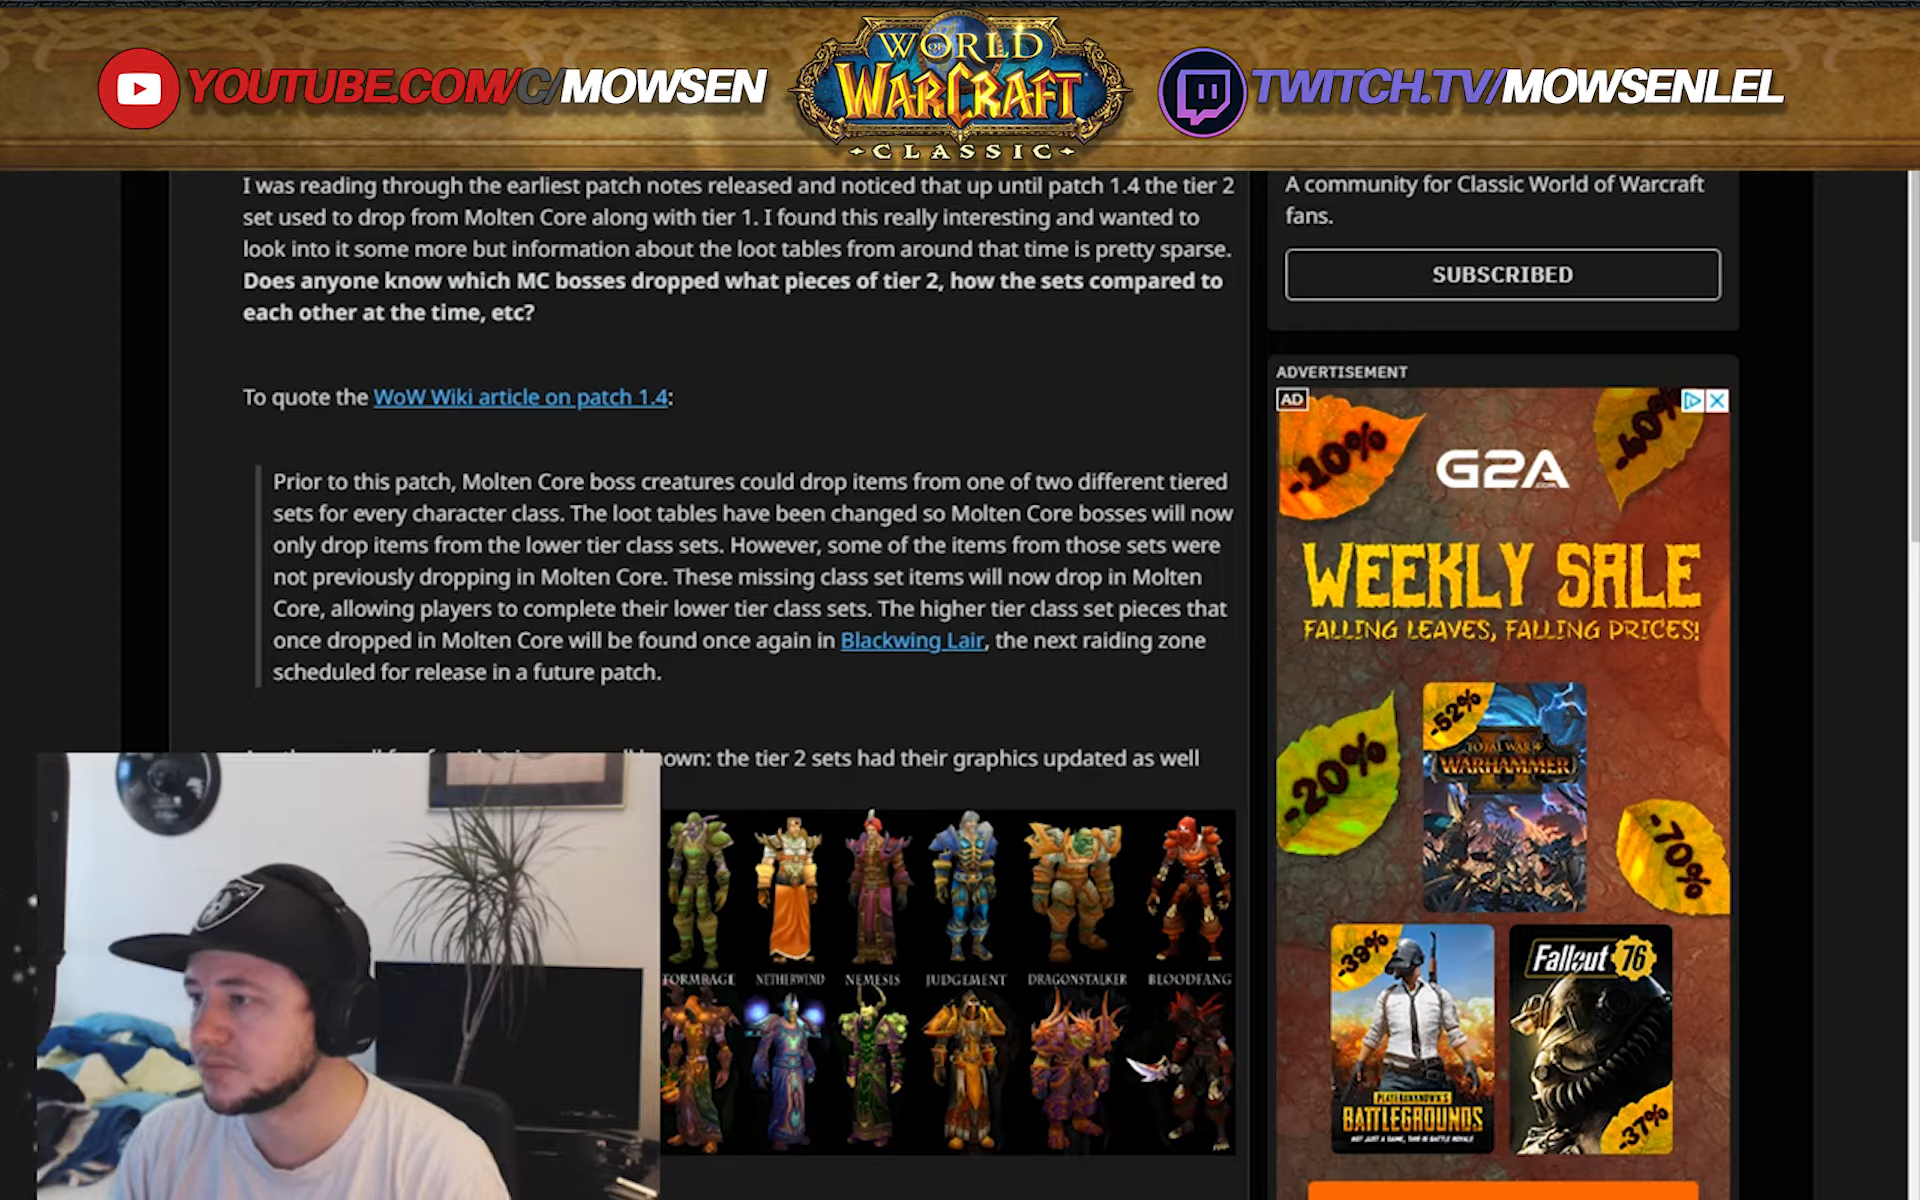 YOUTUBE.COM/C/MOWSEN
WORLD OF WARCRAFT
CLASSIC
TWITCH.TV/MOWSENLEL
I was reading through the earliest patch notes released and noticed that up until patch 1.4 the tier 2
set used to drop from Molten Core along with tier 1. I found this really interesting and wanted to
look into it some more but information about the loot tables from around that time is pretty sparse.
Does anyone know which MC bosses dropped what pieces of tier 2, how the sets compared to
each other at the time, etc?
To quote the WoW Wiki article on patch 1.4:
Prior to this patch, Molten Core boss creatures could drop items from one of two different tiered
sets for every character class. The loot tables have been changed so Molten Core bosses will now
only drop items from the lower tier class sets. However, some of the items from those sets were
not previously dropping in Molten Core. These missing class set items will now drop in Molten
Core, allowing players to complete their lower tier class sets. The higher tier class set pieces that
once dropped in Molten Core will be found once again in Blackwing Lair, the next raiding zone
scheduled for release in a future patch.
own: the tier 2 sets had their graphics updated as well
TORMRAGE NETHERWIND NEMESIS JUDGEMENT DRAGONSTALKER BLOODFANG
A community for Classic World of Warcraft
fans.
SUBSCRIBED
ADVERTISEMENT
AD
-10%
-40%
G2A
.COM
WEEKLY SALE
FALLING LEAVES, FALLING PRICES!
-52%
TOTAL WAR
WARHAMMER
II
-20%
-70%
-39%
PLAYERUNKNOWN'S
BATTLEGROUNDS
NOT JUST A GAME, THIS IS BATTLE ROYALE
Fallout 76
-37%